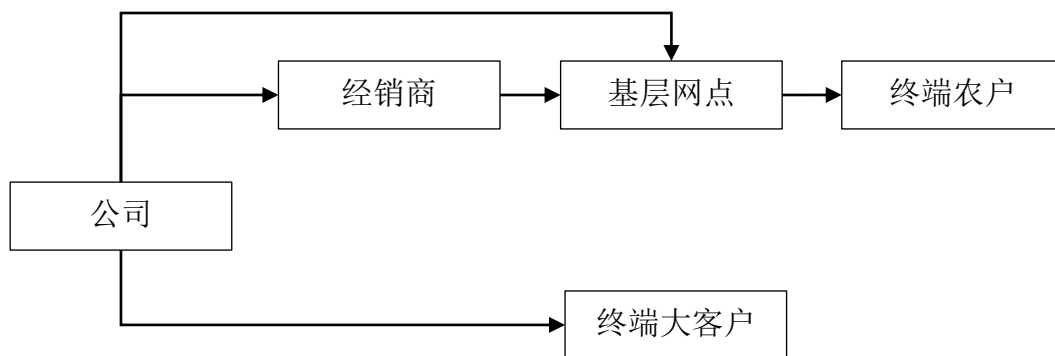 经销商
基层网点
终端农户
公司
终端大客户